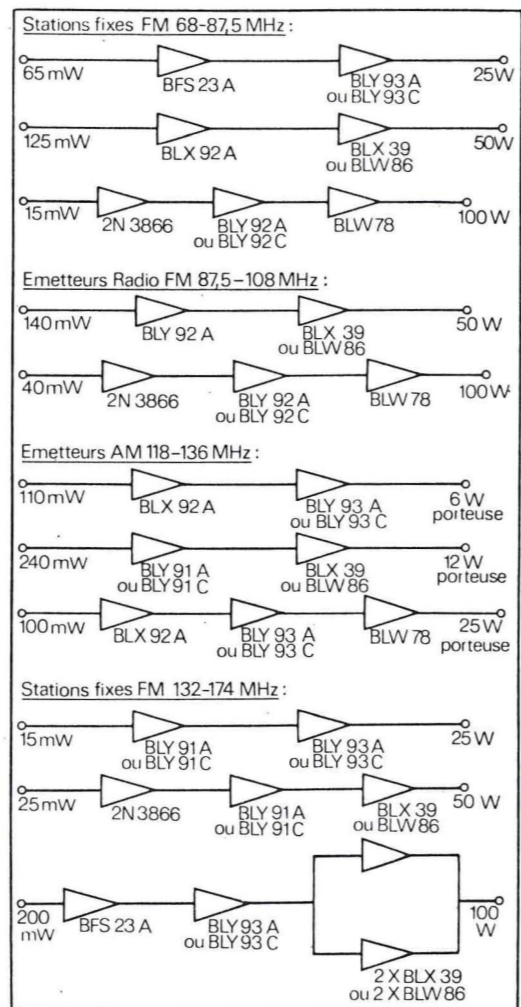 Stations fixes FM 68-87,5 MHz :
65 mW
BFS 23 A
BLY 93 A
ou BLY 93 C
25 W
125 mW
BLX 92 A
BLX 39
ou BLW 86
50W
15 mW
2N 3866
BLY 92 A
ou BLY 92 C
BLW 78
100 W
Emetteurs Radio FM 87,5–108 MHz :
140 mW
BLY 92 A
BLX 39
ou BLW 86
50 W
40 mW
2N 3866
BLY 92 A
ou BLY 92 C
BLW 78
100 W
Emetteurs AM 118–136 MHz :
110 mW
BLX 92 A
BLY 93 A
ou BLY 93 C
6 W
porteuse
240 mW
BLY 91 A
ou BLY 91 C
BLX 39
ou BLW 86
12 W
porteuse
100 mW
BLX 92 A
BLY 93 A
ou BLY 93 C
BLW 78
25 W
porteuse
Stations fixes FM 132-174 MHz :
15 mW
BLY 91 A
ou BLY 91 C
BLY 93 A
ou BLY 93 C
25 W
25 mW
2N 3866
BLY 91 A
ou BLY 91 C
BLX 39
ou BLW 86
50 W
200
mW
BFS 23 A
BLY 93 A
ou BLY 93 C
2 X BLX 39
ou 2 X BLW 86
100
W